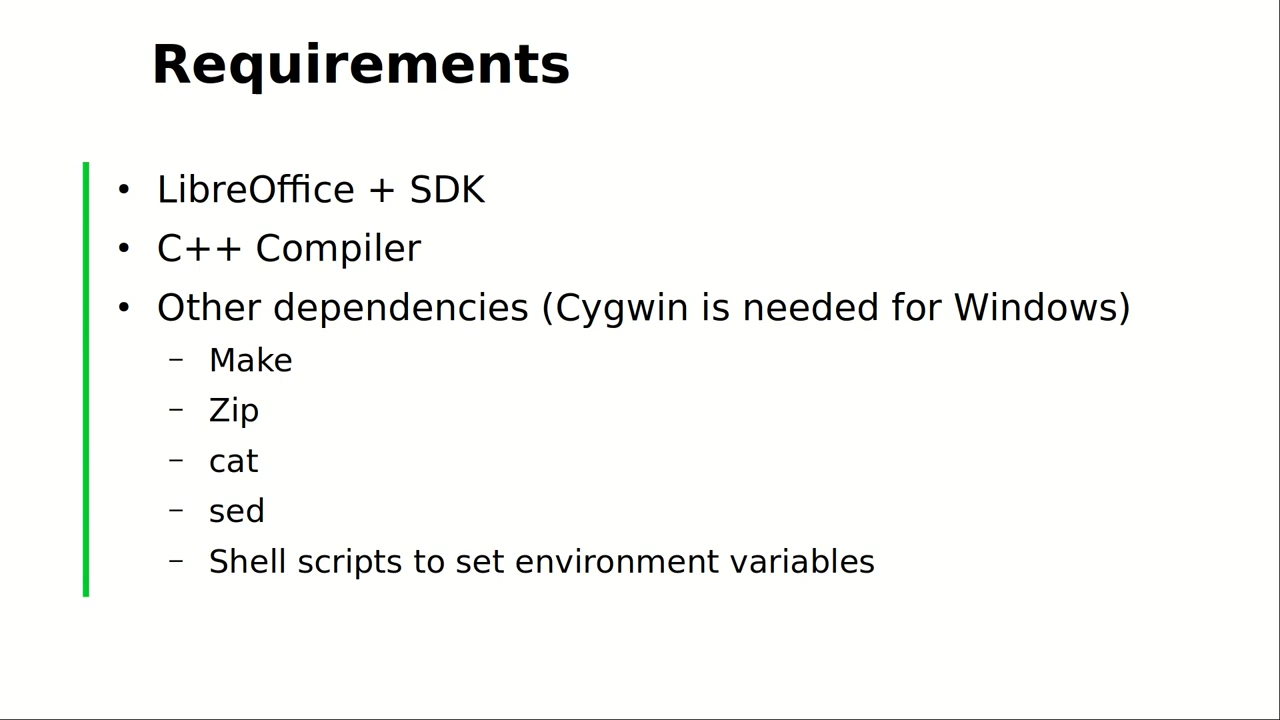 Requirements
• LibreOffice + SDK
• C++ Compiler
• Other dependencies (Cygwin is needed for Windows)
– Make
– Zip
– cat
– sed
– Shell scripts to set environment variables